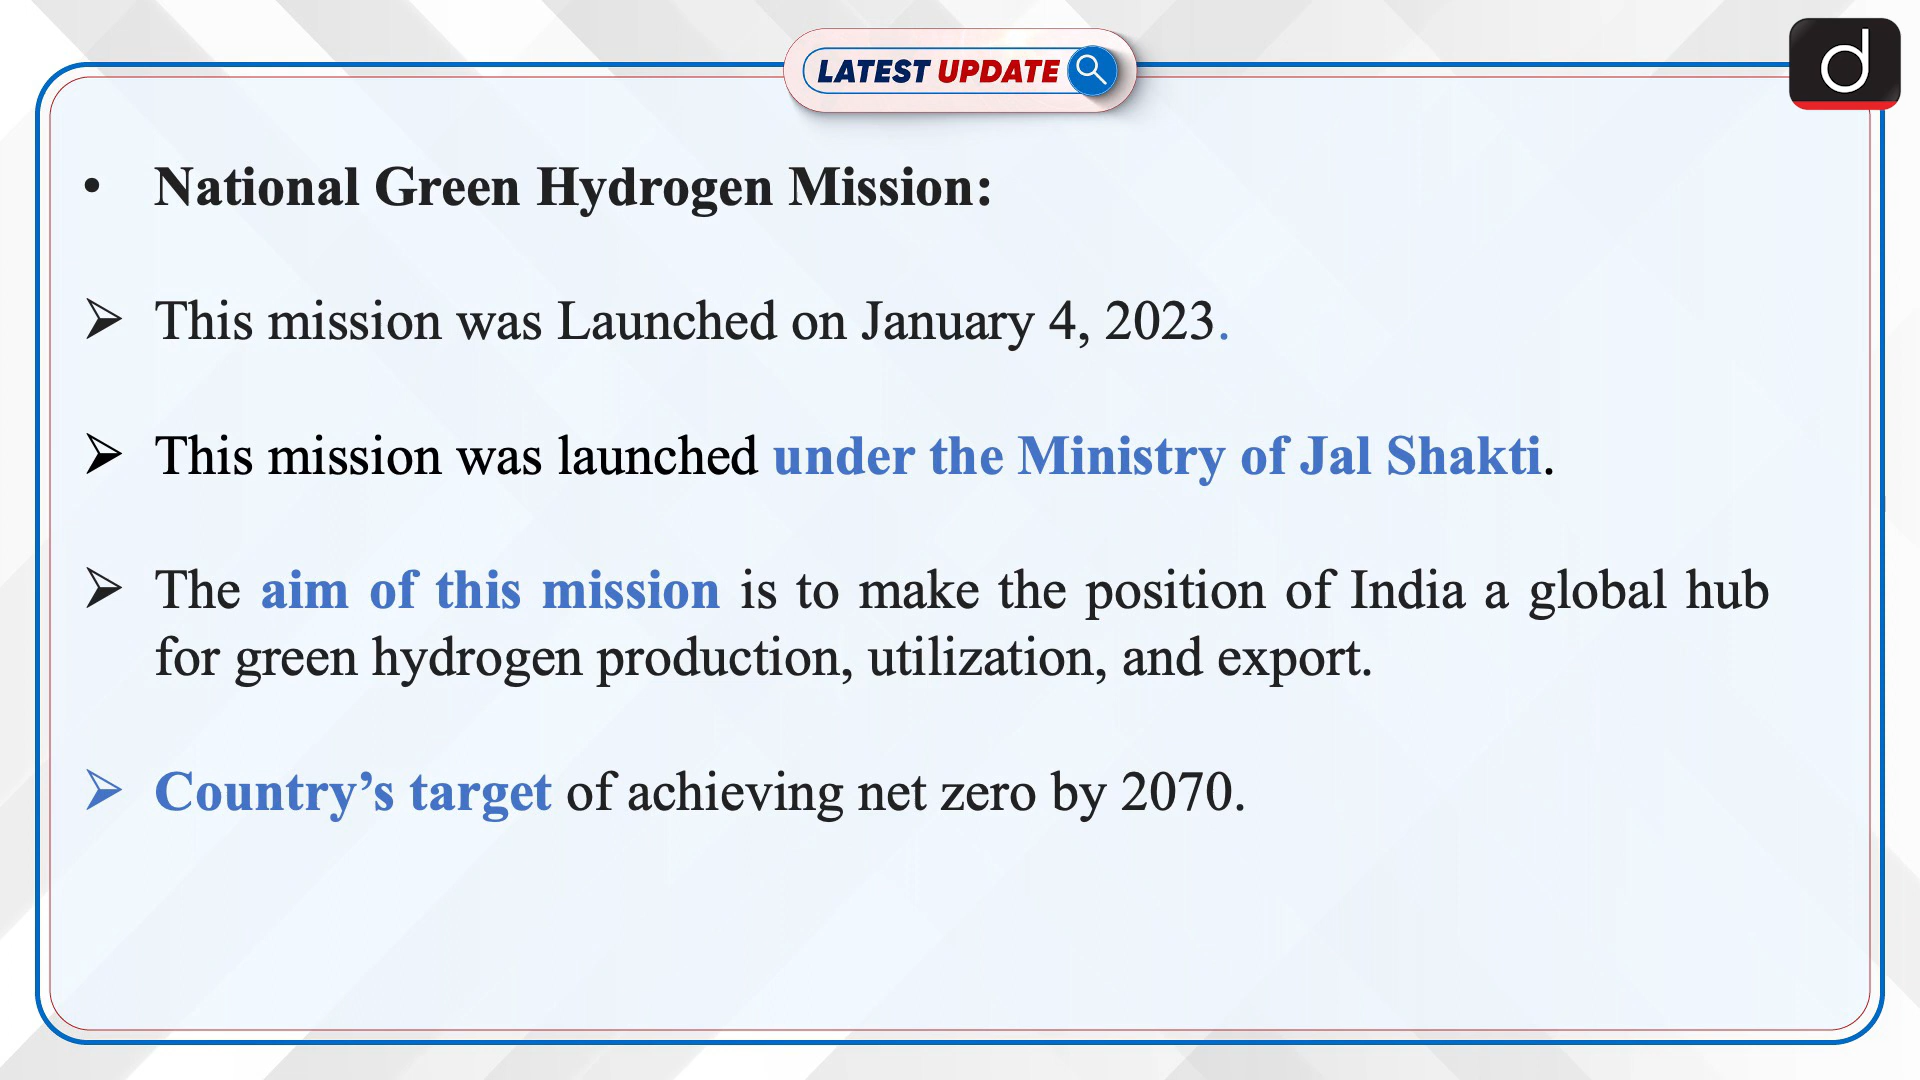 LATEST UPDATE
d
• National Green Hydrogen Mission:
➢ This mission was Launched on January 4, 2023.
➢ This mission was launched under the Ministry of Jal Shakti.
➢ The aim of this mission is to make the position of India a global hub
for green hydrogen production, utilization, and export.
➢ Country’s target of achieving net zero by 2070.